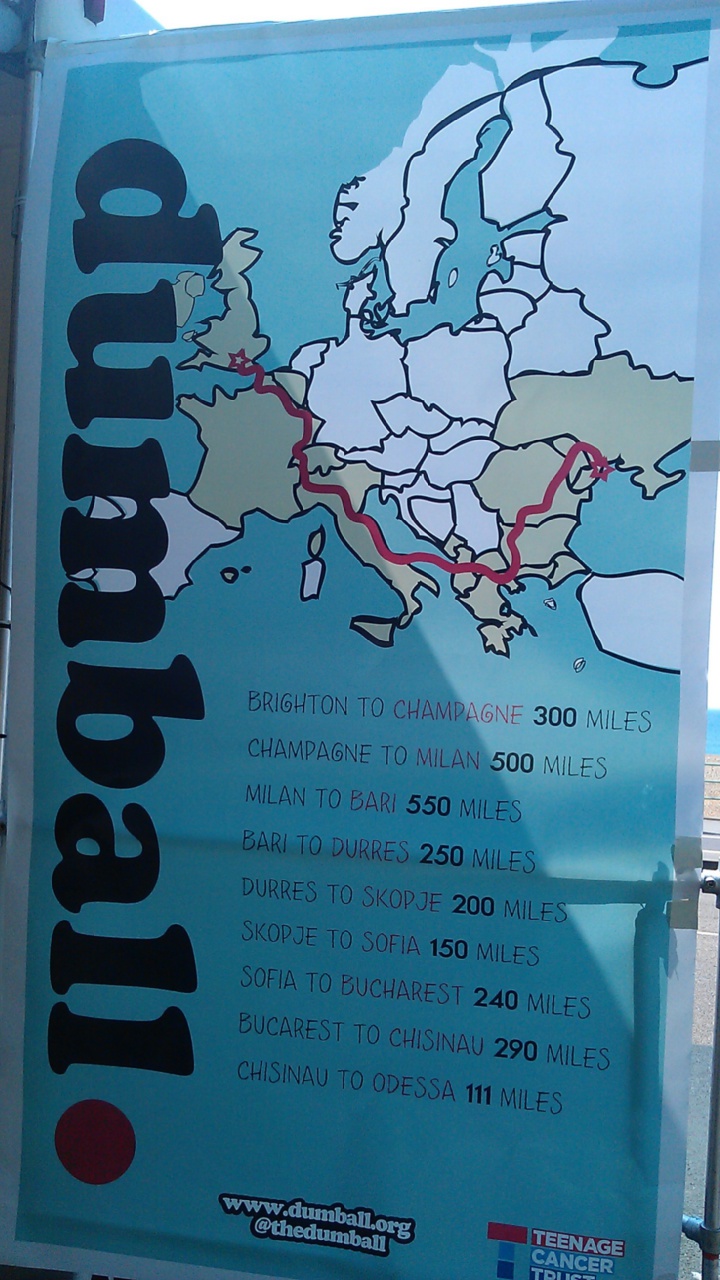 dumball
BRIGHTON TO CHAMPAGNE 300 MILES
CHAMPAGNE TO MILAN 500 MILES
MILAN TO BARI 550 MILES
BARI TO DURRES 250 MILES
DURRES TO SKOPJE 200 MILES
SKOPJE TO SOFIA 150 MILES
SOFIA TO BUCHAREST 240 MILES
BUCAREST TO CHISINAU 290 MILES
CHISINAU TO ODESSA 111 MILES
www.dumball.org
@thedumball
TEENAGE
CANCER
TRUST